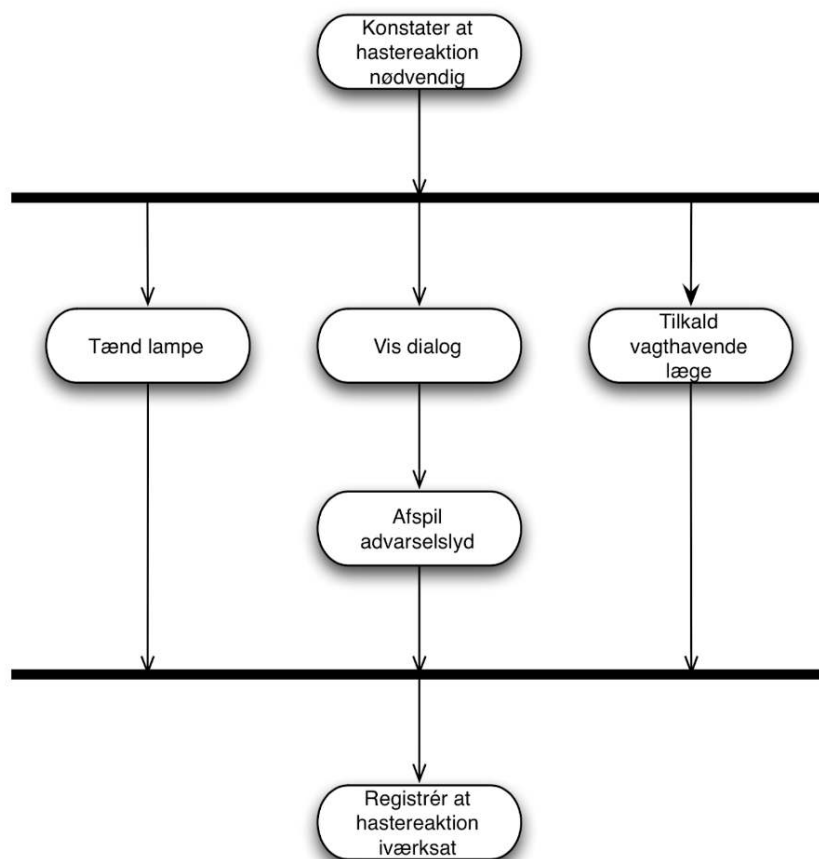 Konstater at
hastereaktion
nødvendig
Tænd lampe
Vis dialog
Tilkald
vagthavende
læge
Afspil
advarselslyd
Registrér at
hastereaktion
iværksat